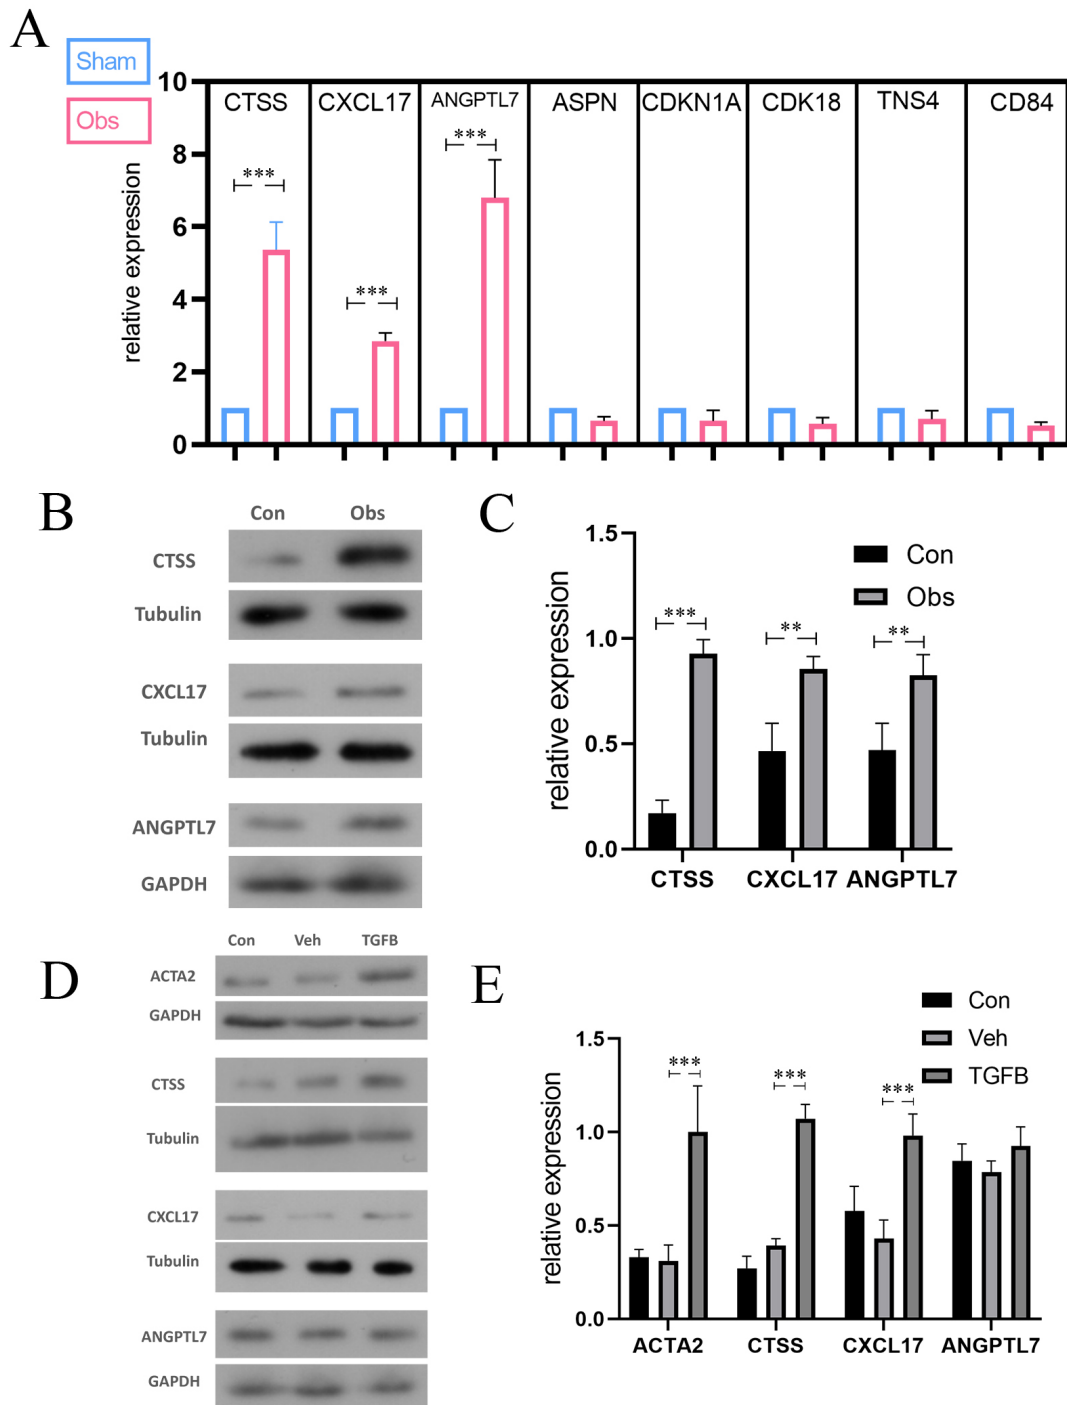 A
Sham
Obs
relative expression
10
8
6
4
2
0
CTSS
CXCL17
ANGPTL7
ASPN
CDKN1A
CDK18
TNS4
CD84
***
***
***
B
Con Obs
CTSS
Tubulin
CXCL17
Tubulin
ANGPTL7
GAPDH
C
relative expression
1.5
1.0
0.5
0.0
Con
Obs
***
**
**
CTSS CXCL17 ANGPTL7
D
Con Veh TGFB
ACTA2
GAPDH
CTSS
Tubulin
CXCL17
Tubulin
ANGPTL7
GAPDH
E
relative expression
1.5
1.0
0.5
0.0
Con
Veh
TGFB
***
***
***
ACTA2 CTSS CXCL17 ANGPTL7